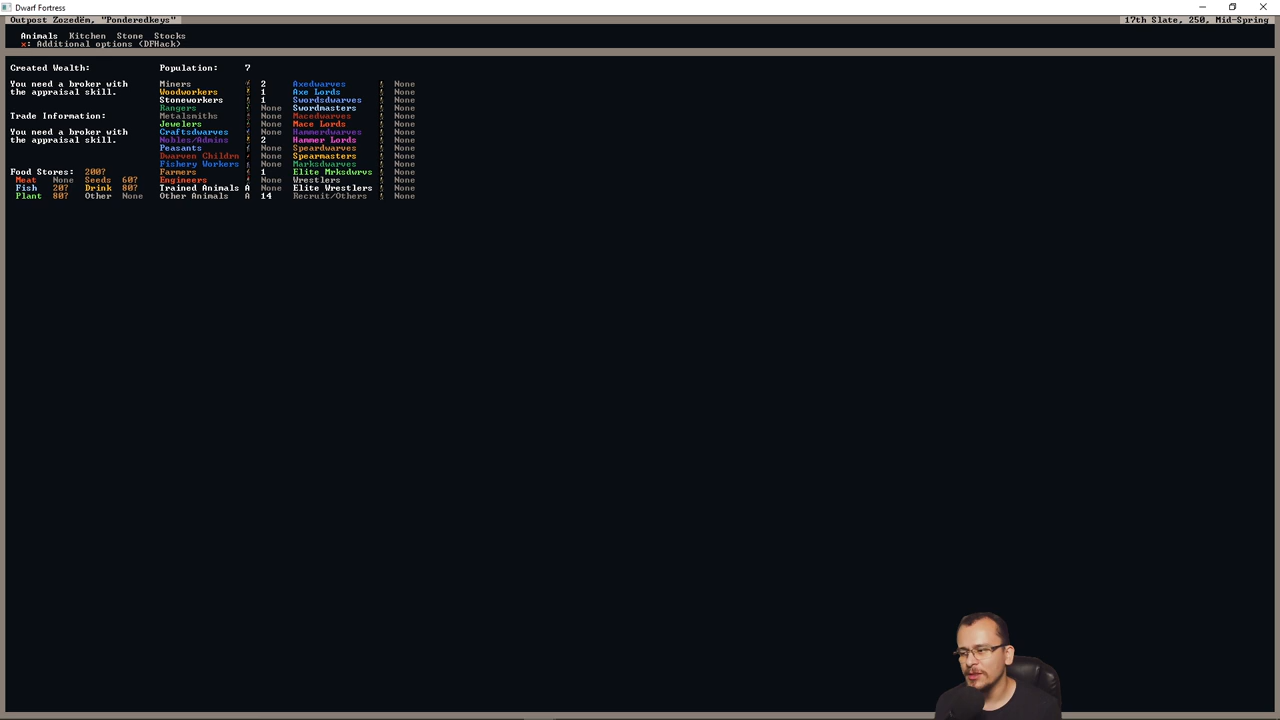 Dwarf Fortress
Outpost Zozedëm, "Ponderedkeys"
17th Slate, 250, Mid-Spring
Animals Kitchen Stone Stocks
x: Additional options (DFHack)
Created Wealth: Population: 7
You need a broker with Miners 2 Axedwarves None
the appraisal skill. Woodworkers 1 Axe Lords None
Stoneworkers 1 Swordsdwarves None
Rangers None Swordmasters None
Trade Information: Metalsmiths None Macedwarves None
Jewelers None Mace Lords None
You need a broker with Craftsdwarves None Hammerdwarves None
the appraisal skill. Nobles/Admins 2 Hammer Lords None
Peasants None Speardwarves None
Dwarven Childrn None Spearmasters None
Fishery Workers None Marksdwarves None
Food Stores: 200? Farmers 1 Elite Mrksdwrvs None
Meat None Seeds 60? Engineers None Wrestlers None
Fish 20? Drink 80? Trained Animals A None Elite Wrestlers None
Plant 80? Other None Other Animals A 14 Recruit/Others None